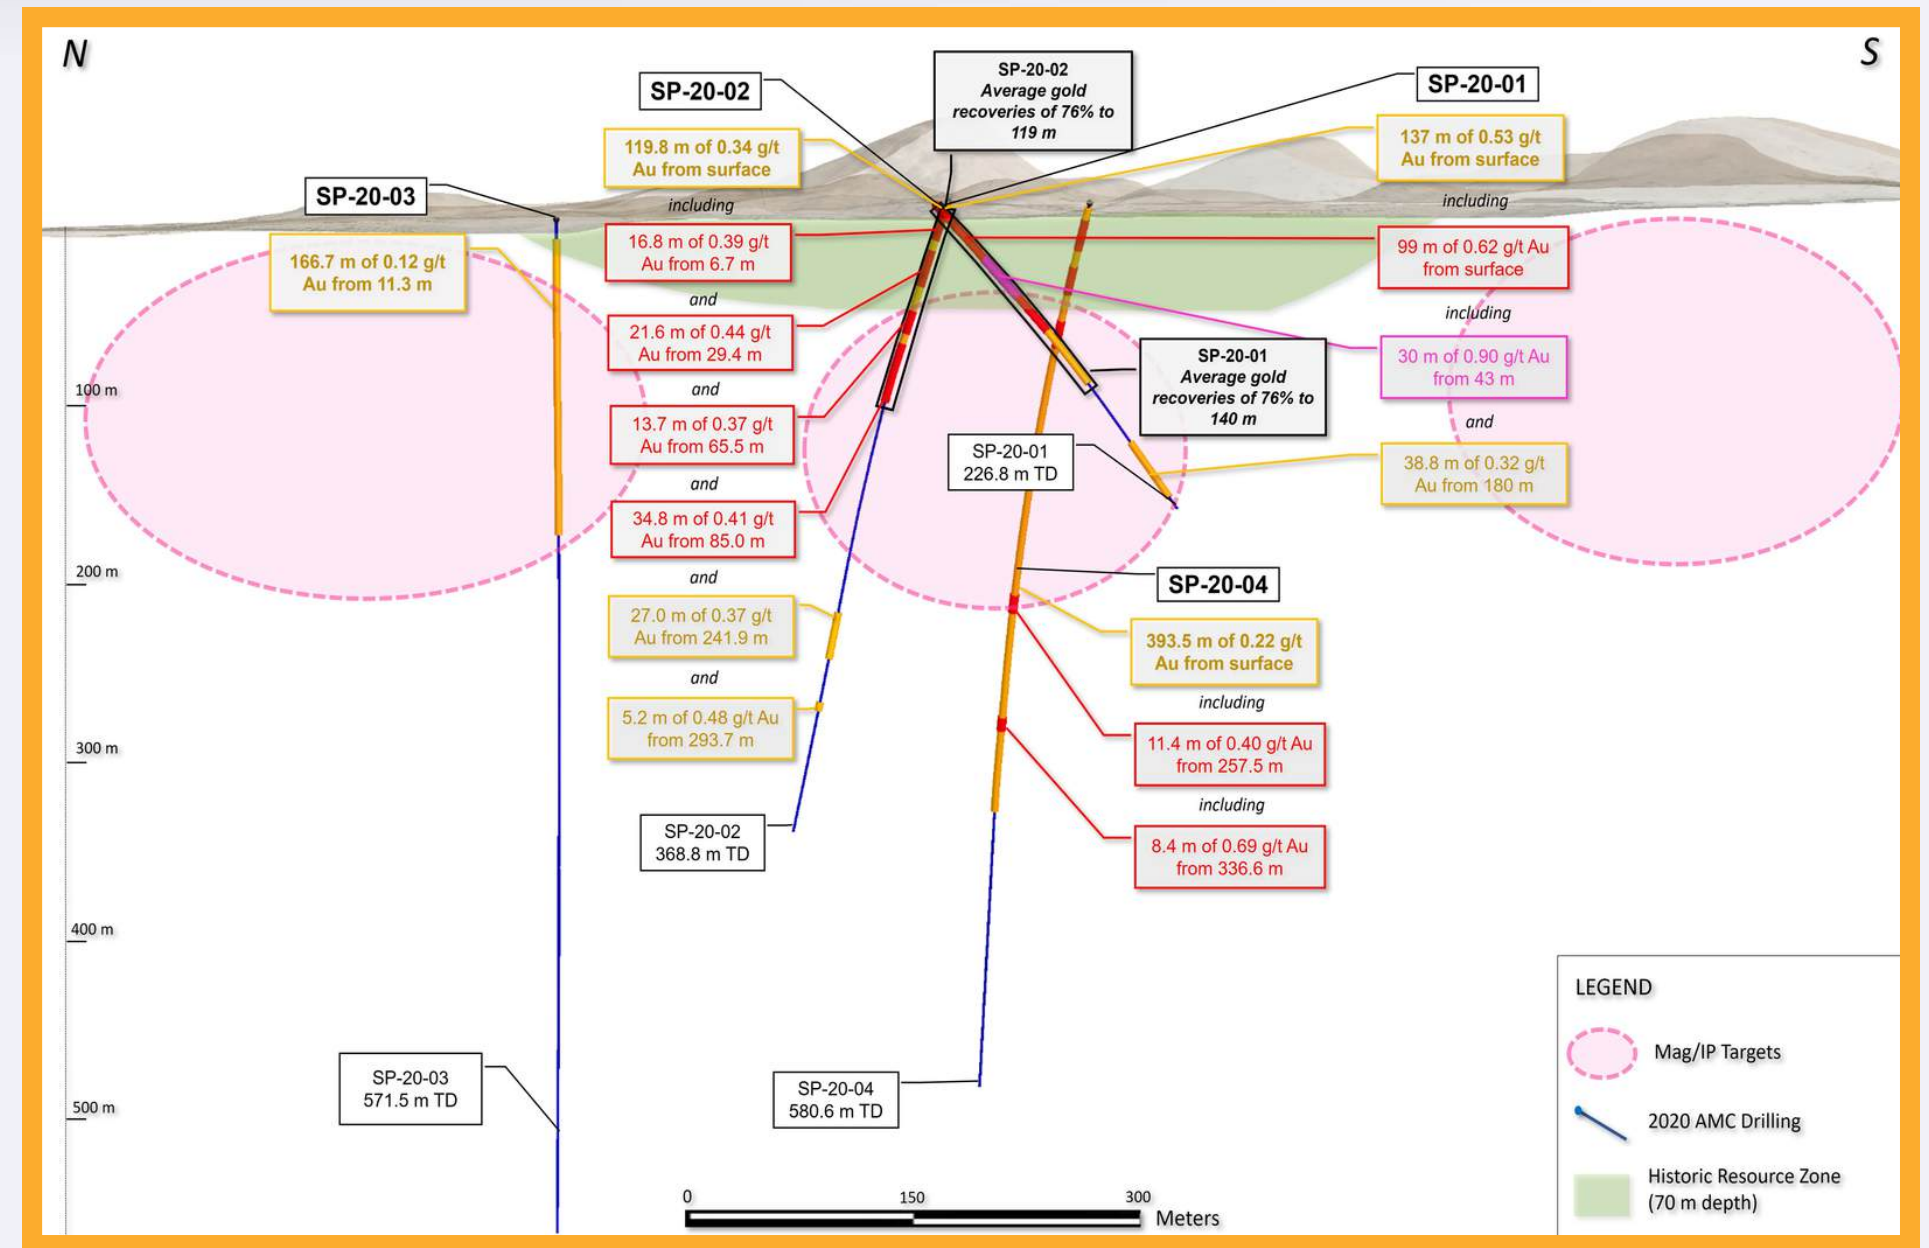 N
S
SP-20-02
SP-20-02
Average gold
recoveries of 76% to
119 m
SP-20-01
119.8 m of 0.34 g/t
Au from surface
137 m of 0.53 g/t
Au from surface
SP-20-03
including
including
166.7 m of 0.12 g/t
Au from 11.3 m
16.8 m of 0.39 g/t
Au from 6.7 m
99 m of 0.62 g/t Au
from surface
and
including
21.6 m of 0.44 g/t
Au from 29.4 m
SP-20-01
Average gold
recoveries of 76% to
140 m
30 m of 0.90 g/t Au
from 43 m
100 m
and
and
13.7 m of 0.37 g/t
Au from 65.5 m
SP-20-01
226.8 m TD
38.8 m of 0.32 g/t
Au from 180 m
and
34.8 m of 0.41 g/t
Au from 85.0 m
200 m
and
SP-20-04
27.0 m of 0.37 g/t
Au from 241.9 m
393.5 m of 0.22 g/t
Au from surface
and
including
5.2 m of 0.48 g/t Au
from 293.7 m
300 m
11.4 m of 0.40 g/t Au
from 257.5 m
including
SP-20-02
368.8 m TD
8.4 m of 0.69 g/t Au
from 336.6 m
400 m
SP-20-03
571.5 m TD
SP-20-04
580.6 m TD
500 m
0
150
300
Meters
LEGEND
Mag/IP Targets
2020 AMC Drilling
Historic Resource Zone
(70 m depth)